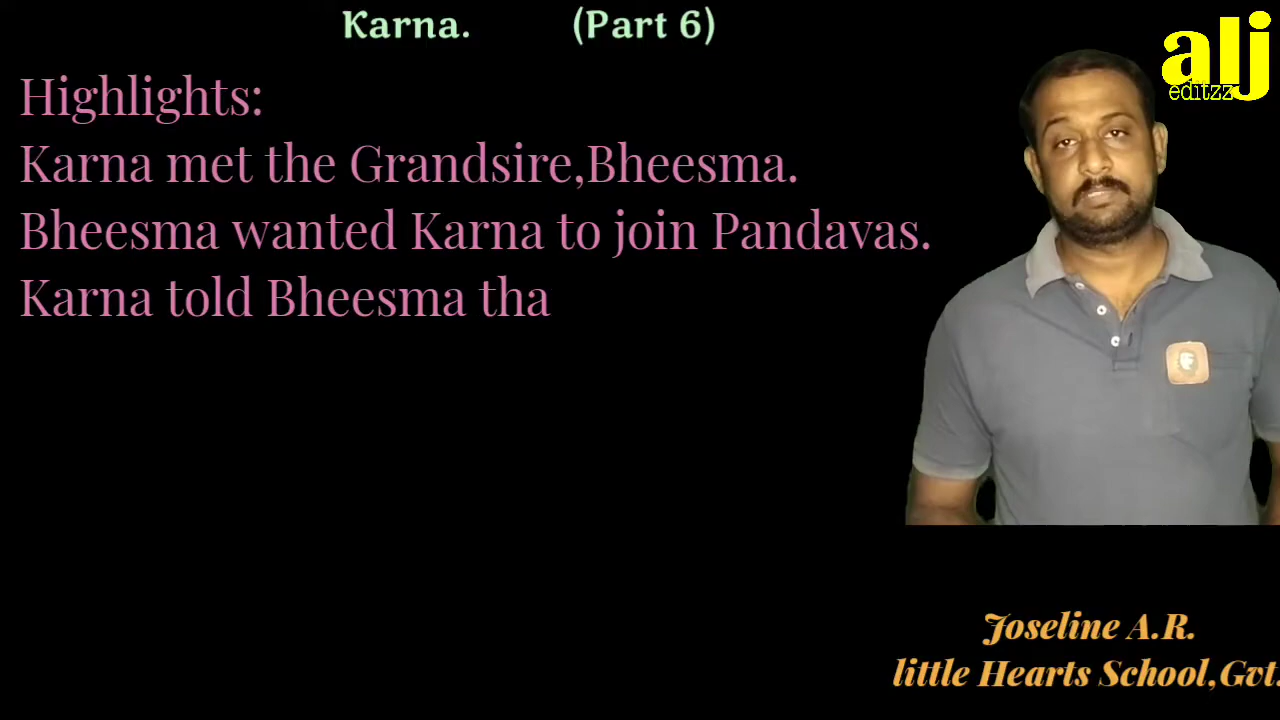 Karna. (Part 6)
alj
editzz
Highlights:
Karna met the Grandsire,Bheesma.
Bheesma wanted Karna to join Pandavas.
Karna told Bheesma tha
Joseline A.R.
little Hearts School,Gvt.